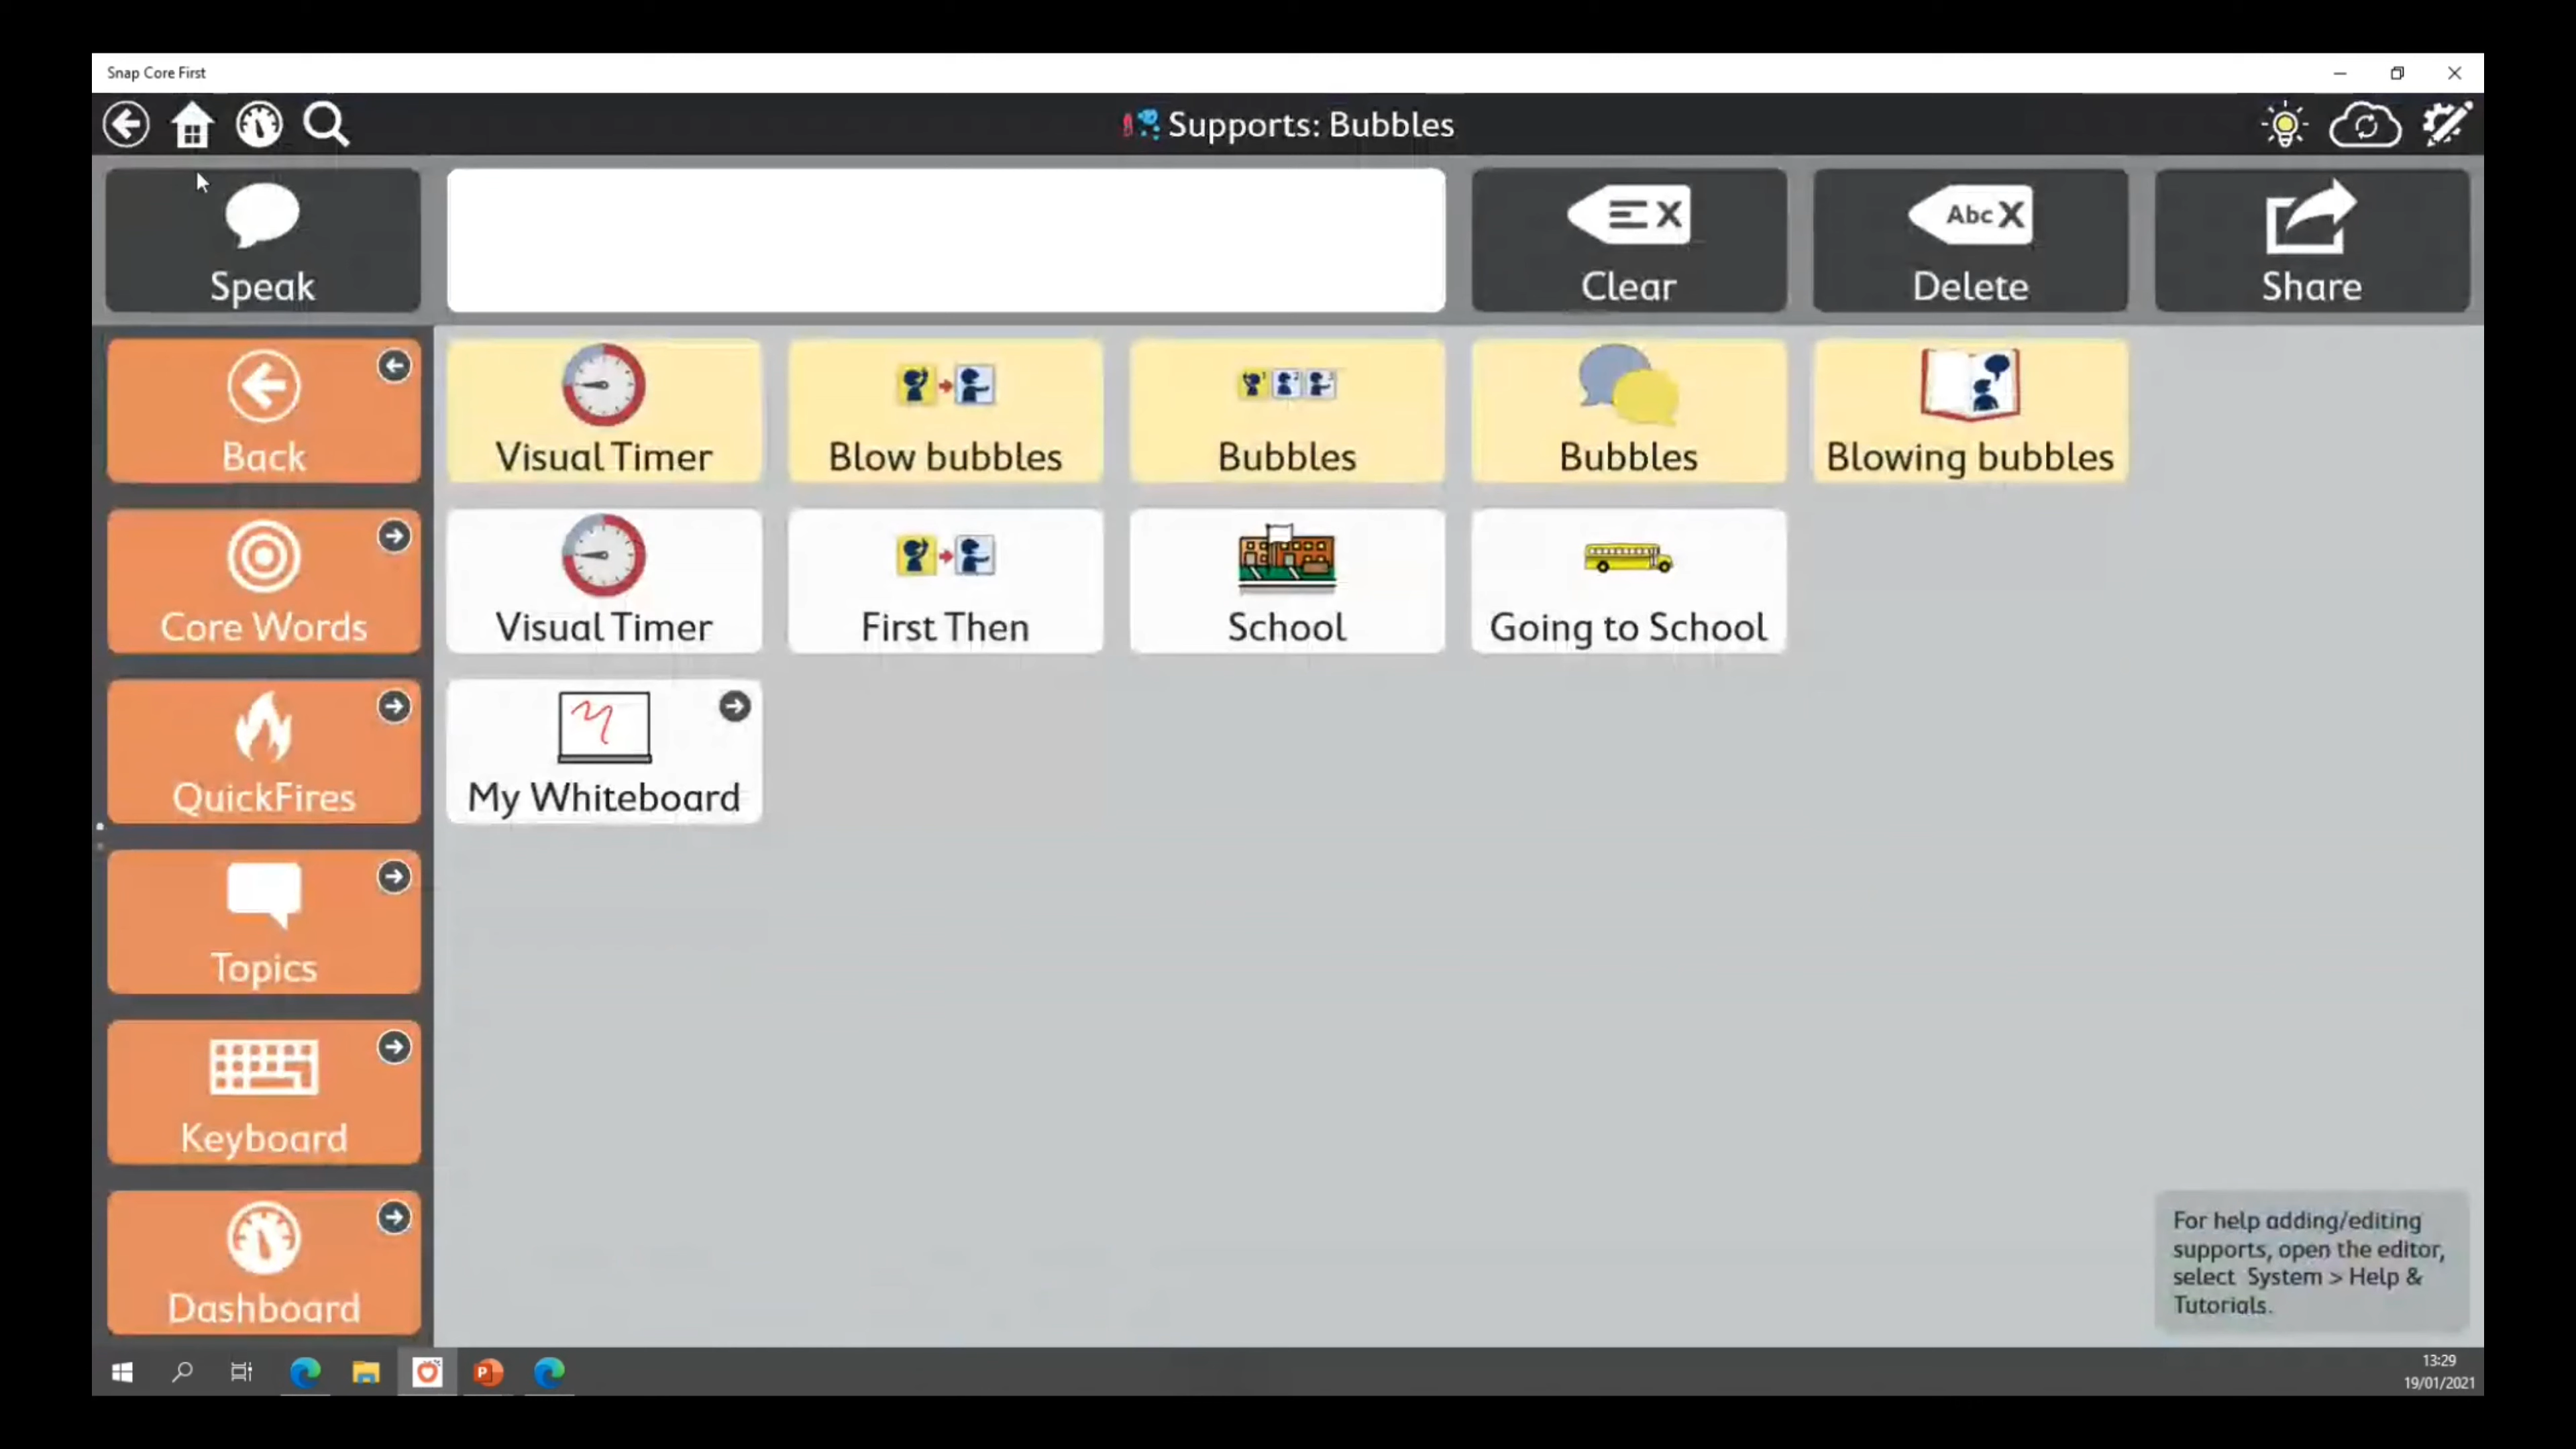 Snap Core First
Supports: Bubbles
Speak
Clear
Abc X
Delete
Share
Back
Visual Timer
Blow bubbles
Bubbles
Bubbles
Blowing bubbles
Core Words
Visual Timer
First Then
School
Going to School
QuickFires
My Whiteboard
Topics
Keyboard
Dashboard
For help adding/editing
supports, open the editor,
select System > Help &
Tutorials.
13:29
19/01/2021